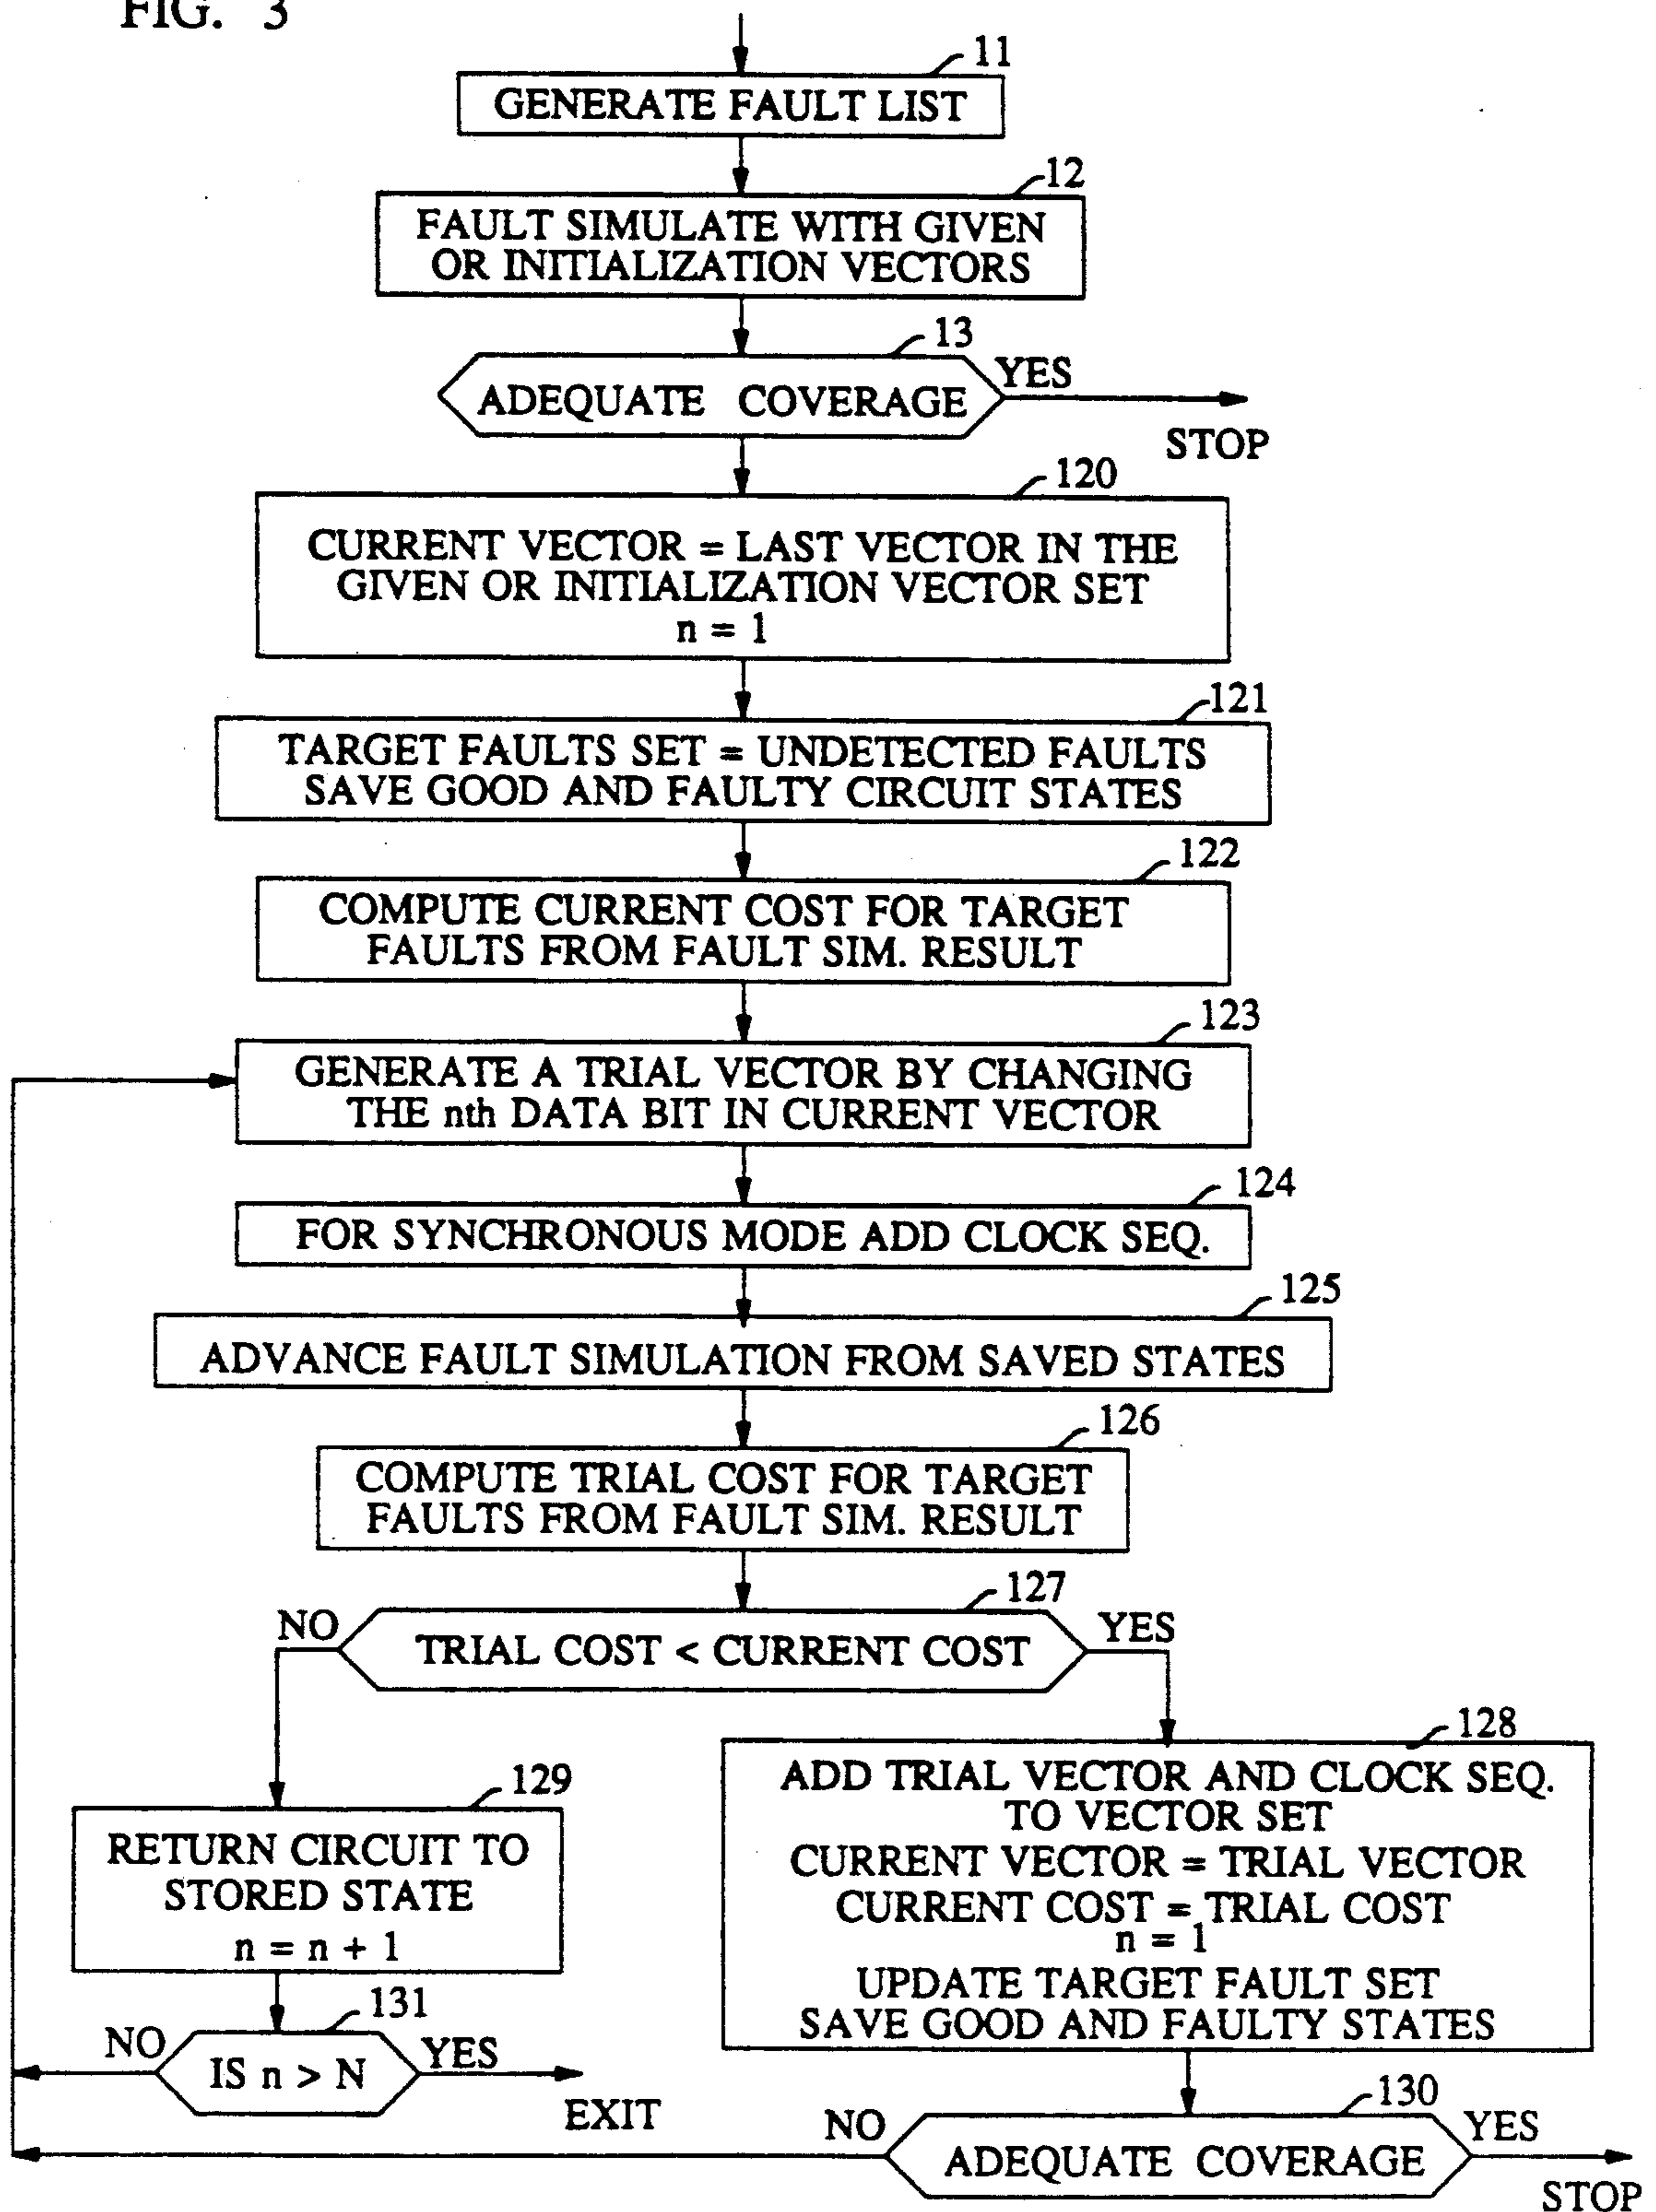 FIG. 3
11
GENERATE FAULT LIST
12
FAULT SIMULATE WITH GIVEN
OR INITIALIZATION VECTORS
13
ADEQUATE COVERAGE
YES
STOP
120
CURRENT VECTOR = LAST VECTOR IN THE
GIVEN OR INITIALIZATION VECTOR SET
n = 1
121
TARGET FAULTS SET = UNDETECTED FAULTS
SAVE GOOD AND FAULTY CIRCUIT STATES
122
COMPUTE CURRENT COST FOR TARGET
FAULTS FROM FAULT SIM. RESULT
123
GENERATE A TRIAL VECTOR BY CHANGING
THE nth DATA BIT IN CURRENT VECTOR
124
FOR SYNCHRONOUS MODE ADD CLOCK SEQ.
125
ADVANCE FAULT SIMULATION FROM SAVED STATES
126
COMPUTE TRIAL COST FOR TARGET
FAULTS FROM FAULT SIM. RESULT
127
NO
TRIAL COST < CURRENT COST
YES
128
ADD TRIAL VECTOR AND CLOCK SEQ.
TO VECTOR SET
CURRENT VECTOR = TRIAL VECTOR
CURRENT COST = TRIAL COST
n = 1
UPDATE TARGET FAULT SET
SAVE GOOD AND FAULTY STATES
129
RETURN CIRCUIT TO
STORED STATE
n = n + 1
131
NO
IS n > N
YES
EXIT
130
NO
ADEQUATE COVERAGE
YES
STOP